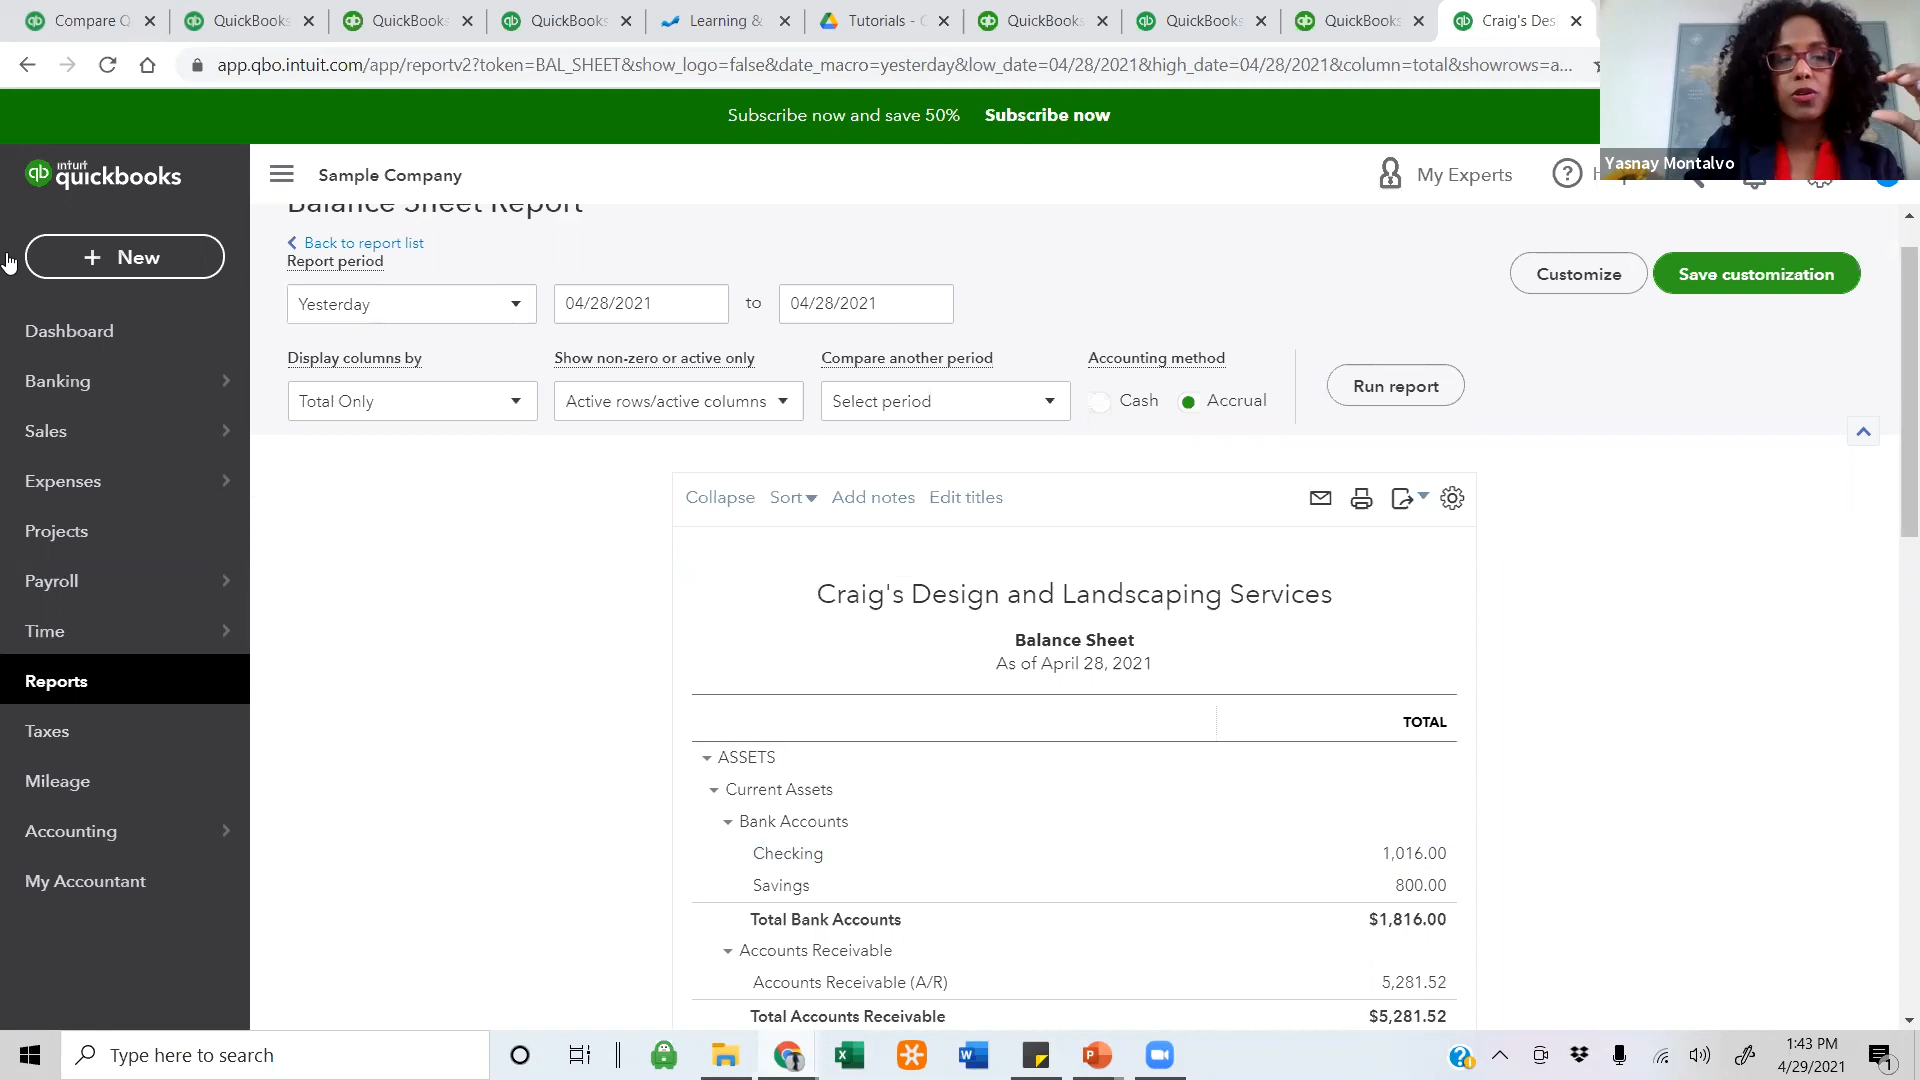 Compare Q
QuickBooks
QuickBooks
QuickBooks
Learning &
Tutorials -
QuickBooks
QuickBooks
QuickBooks
Craig's Des
app.qbo.intuit.com/app/reportv2?token=BAL_SHEET&show_logo=false&date_macro=yesterday&low_date=04/28/2021&high_date=04/28/2021&column=total&showrows=a...
Subscribe now and save 50% Subscribe now
Yasnay Montalvo
qb intuit quickbooks
Sample Company
My Experts
+ New
Dashboard
Banking
Sales
Expenses
Projects
Payroll
Time
Reports
Taxes
Mileage
Accounting
My Accountant
Balance Sheet Report
Back to report list
Report period
Yesterday 04/28/2021 to 04/28/2021
Customize Save customization
Display columns by Show non-zero or active only Compare another period Accounting method
Total Only Active rows/active columns Select period Cash Accrual Run report
Collapse Sort Add notes Edit titles
Craig's Design and Landscaping Services
Balance Sheet
As of April 28, 2021
TOTAL
ASSETS
Current Assets
Bank Accounts
Checking 1,016.00
Savings 800.00
Total Bank Accounts $1,816.00
Accounts Receivable
Accounts Receivable (A/R) 5,281.52
Total Accounts Receivable $5,281.52
Type here to search
1:43 PM
4/29/2021
1